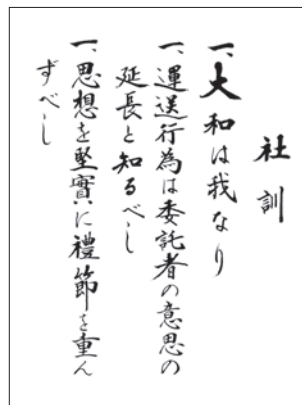 社訓
一、大和は我なり
一、運送行為は委託者の意思の
延長と知るべし
一、思想を堅實に禮節を重ん
ずべし